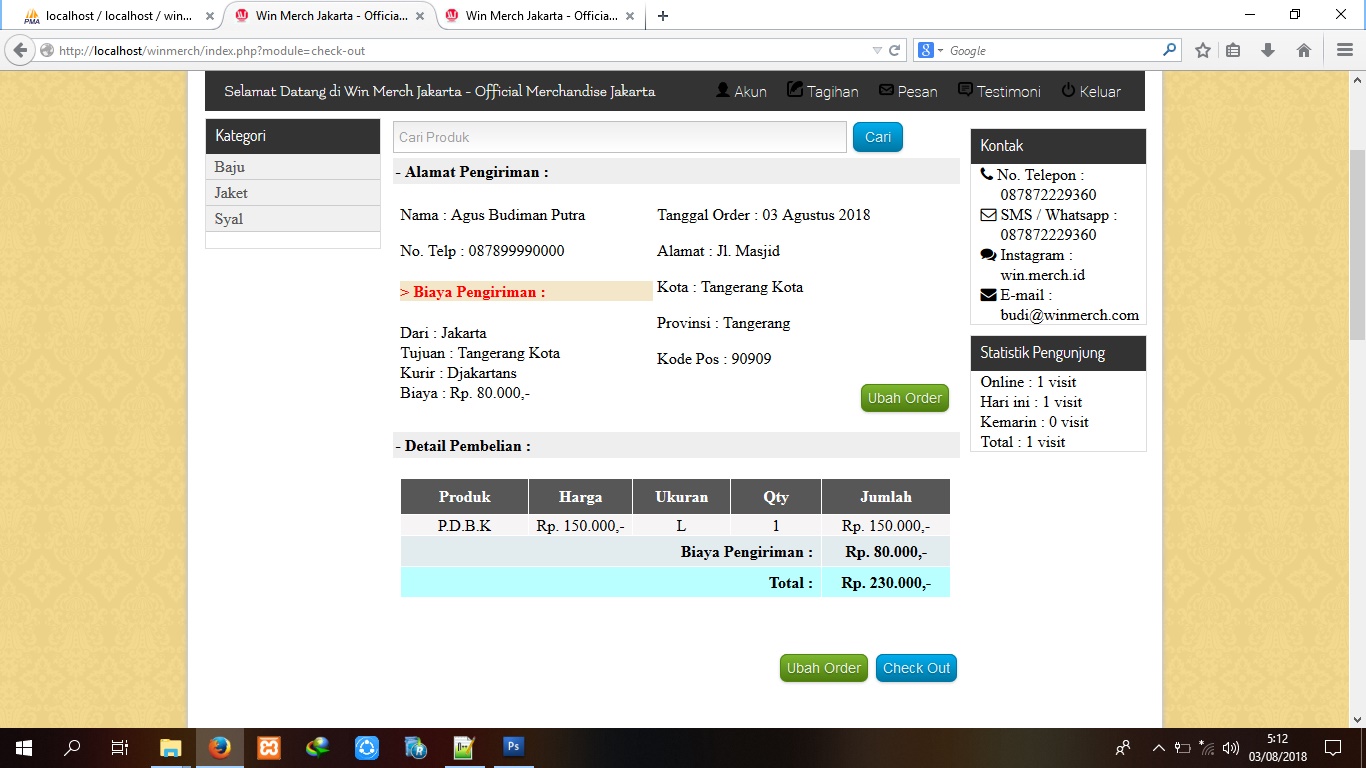 localhost / localhost / win...
Win Merch Jakarta - Officia...
Win Merch Jakarta - Officia...
http://localhost/winmerch/index.php?module=check-out
Google
Selamat Datang di Win Merch Jakarta - Official Merchandise Jakarta
Akun
Tagihan
Pesan
Testimoni
Keluar
Kategori
Baju
Jaket
Syal
Cari Produk
Cari
- Alamat Pengiriman :
Nama : Agus Budiman Putra
No. Telp : 087899990000
> Biaya Pengiriman :
Dari : Jakarta
Tujuan : Tangerang Kota
Kurir : Djakartans
Biaya : Rp. 80.000,-
Tanggal Order : 03 Agustus 2018
Alamat : Jl. Masjid
Kota : Tangerang Kota
Provinsi : Tangerang
Kode Pos : 90909
Ubah Order
- Detail Pembelian :
Produk Harga Ukuran Qty Jumlah
P.D.B.K Rp. 150.000,- L 1 Rp. 150.000,-
Biaya Pengiriman : Rp. 80.000,-
Total : Rp. 230.000,-
Ubah Order
Check Out
Kontak
No. Telepon :
087872229360
SMS / Whatsapp :
087872229360
Instagram :
win.merch.id
E-mail :
budi@winmerch.com
Statistik Pengunjung
Online : 1 visit
Hari ini : 1 visit
Kemarin : 0 visit
Total : 1 visit
5:12
03/08/2018